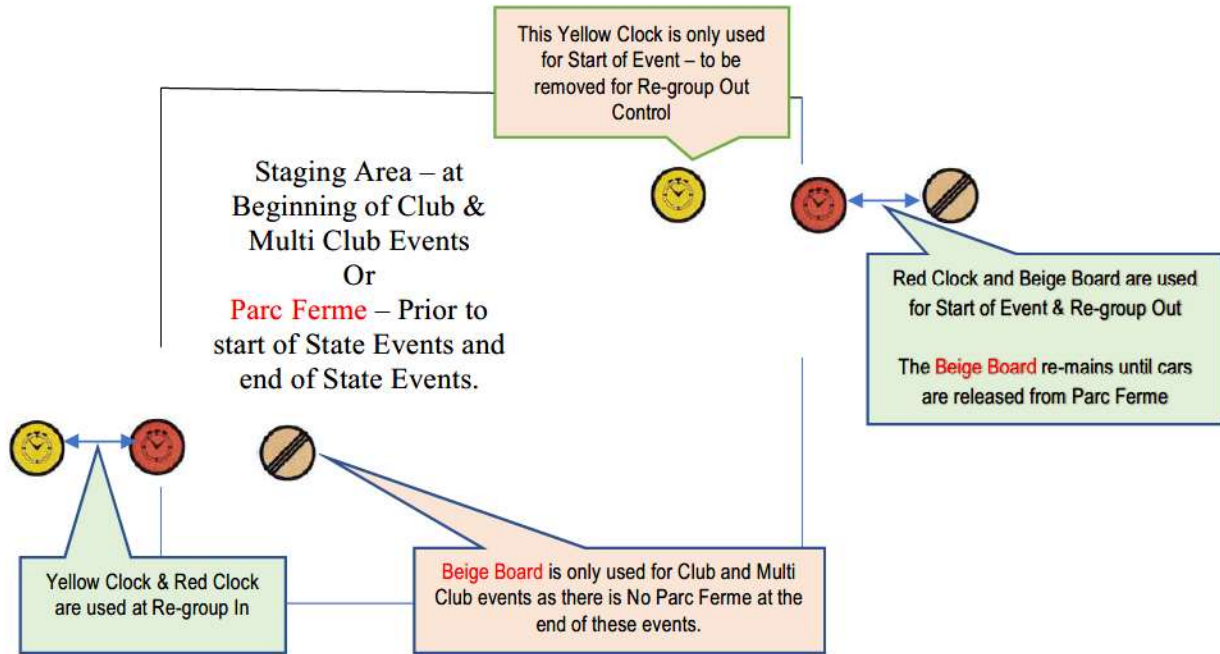 This Yellow Clock is only used
for Start of Event – to be
removed for Re-group Out
Control
Staging Area – at
Beginning of Club &
Multi Club Events
Or
Parc Ferme – Prior to
start of State Events and
end of State Events.
Red Clock and Beige Board are used
for Start of Event & Re-group Out
The Beige Board re-mains until cars
are released from Parc Ferme
Yellow Clock & Red Clock
are used at Re-group In
Beige Board is only used for Club and Multi
Club events as there is No Parc Ferme at the
end of these events.